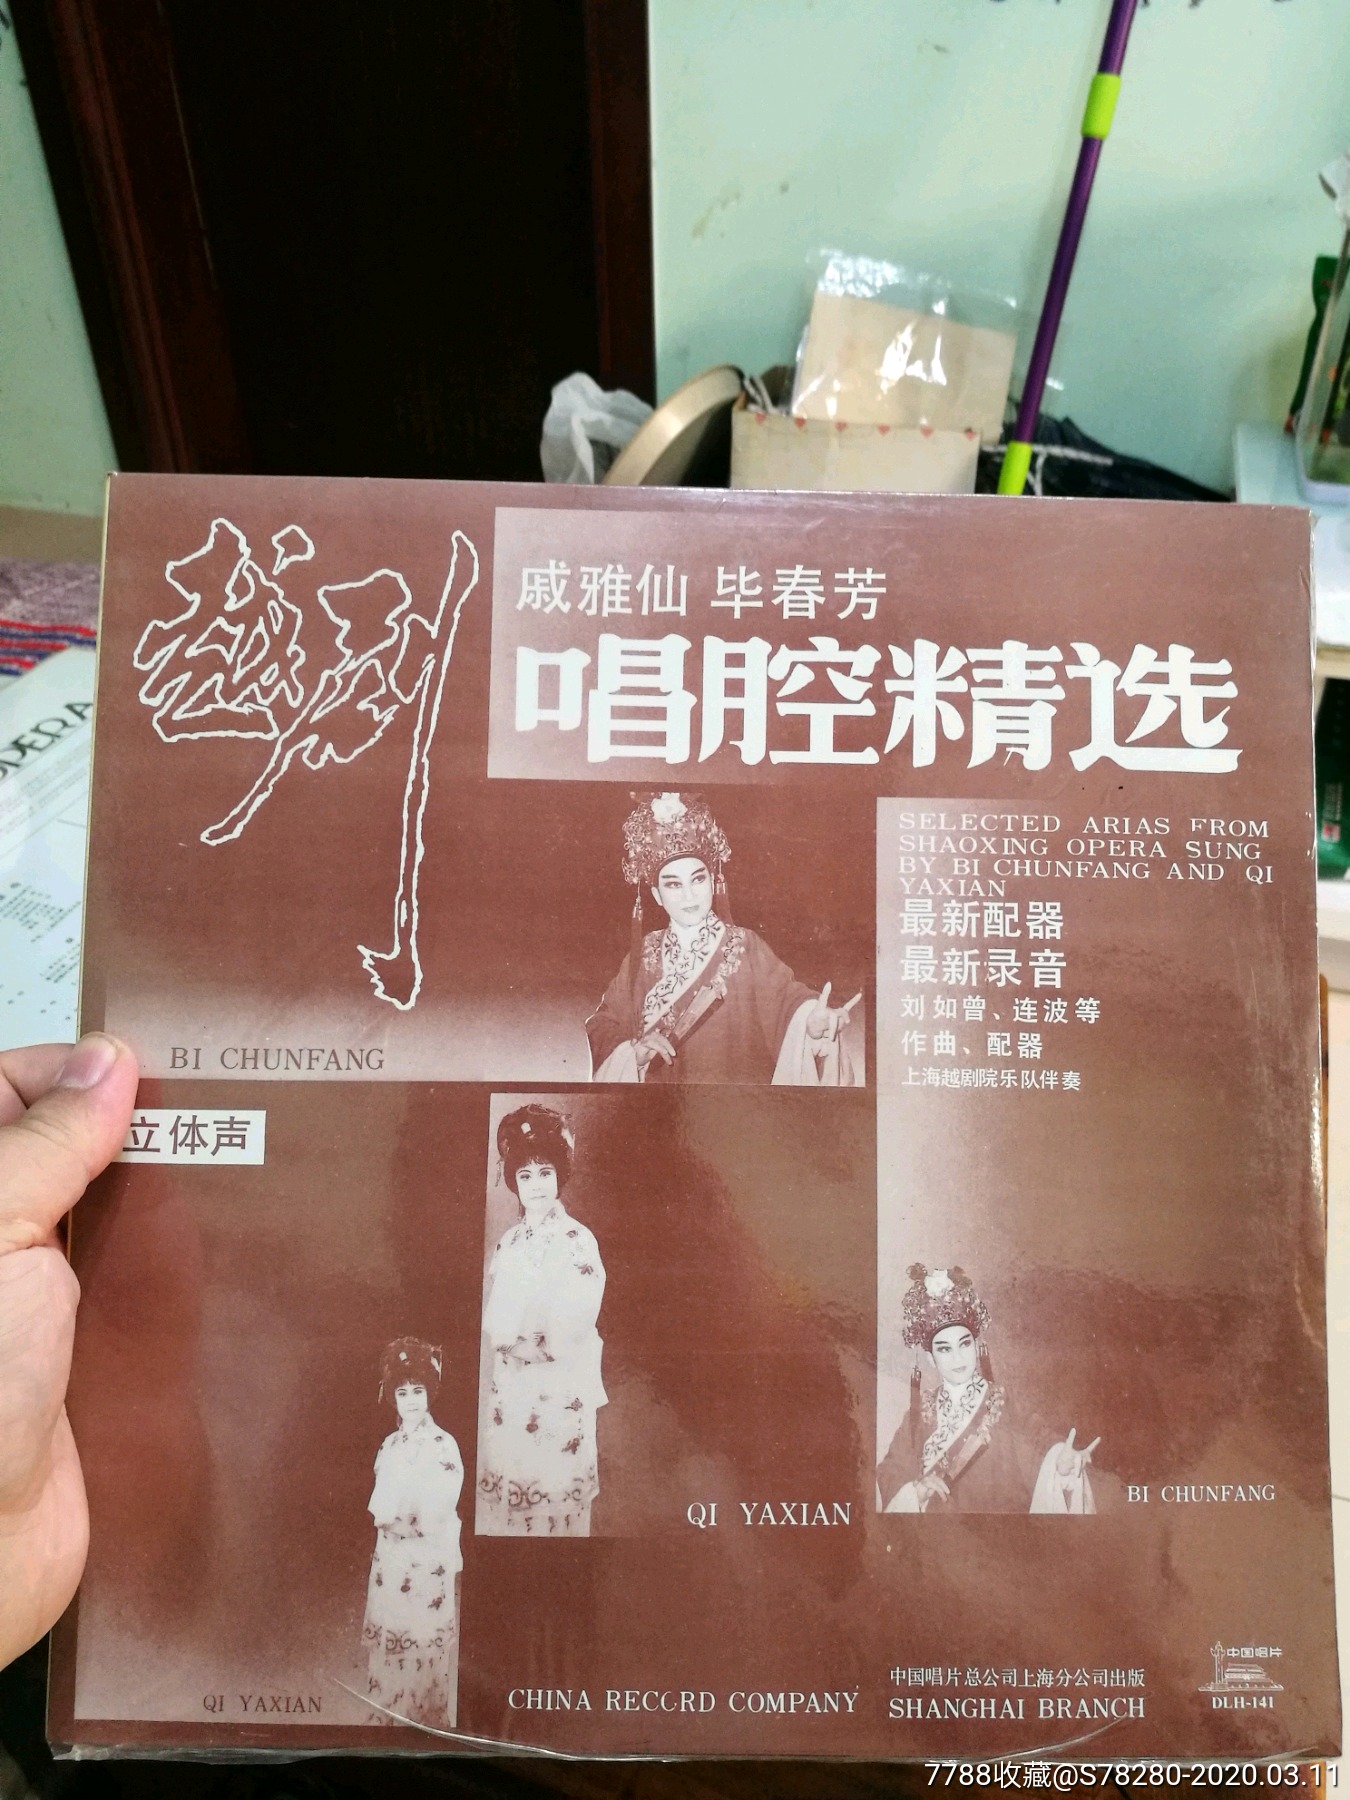 越剧
戚雅仙 毕春芳
唱腔精选
SELECTED ARIAS FROM
SHAOXING OPERA SUNG
BY BI CHUNFANG AND QI
YAXIAN
最新配器
最新录音
刘如曾、连波等
作曲、配器
上海越剧院乐队伴奏
BI CHUNFANG
立体声
QI YAXIAN
BI CHUNFANG
QI YAXIAN
CHINA RECORD COMPANY
中国唱片总公司上海分公司出版
SHANGHAI BRANCH
中国唱片
DLH-141
OPERA
7788收藏@S78280-2020.03.11